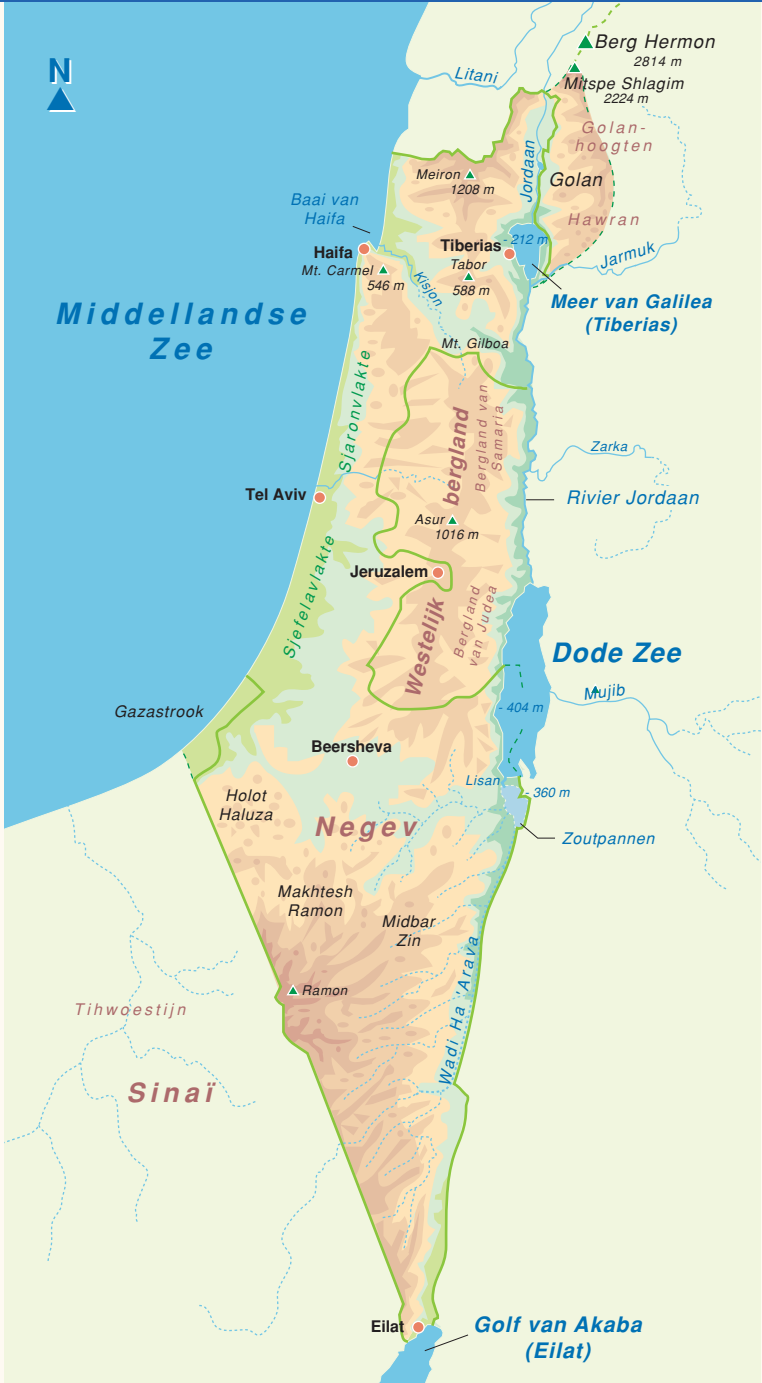 N
Berg Hermon
2814 m
Mitspe Shlagim
2224 m
Litani
Golan-
hoogten
Jordaan
Meiron
1208 m
Golan
Baai van
Haifa
Hawran
Haifa
Tiberias
- 212 m
Jarmuk
Mt. Carmel
546 m
Tabor
588 m
Kisjon
Meer van Galilea
(Tiberias)
Middellandse
Zee
Mt. Gilboa
Sjaronvlakte
bergland
Bergland van
Samaria
Zarka
Tel Aviv
Rivier Jordaan
Asur
1016 m
Sjefelavlakte
Jeruzalem
Westelijk
Bergland
van Judea
Dode Zee
Mujib
- 404 m
Gazastrook
Beersheva
Lisan
- 360 m
Holot
Haluza
Negev
Zoutpannen
Makhtesh
Ramon
Midbar
Zin
Wadi Ha 'Arava
Ramon
Tihwoestijn
Sinaï
Eilat
Golf van Akaba
(Eilat)